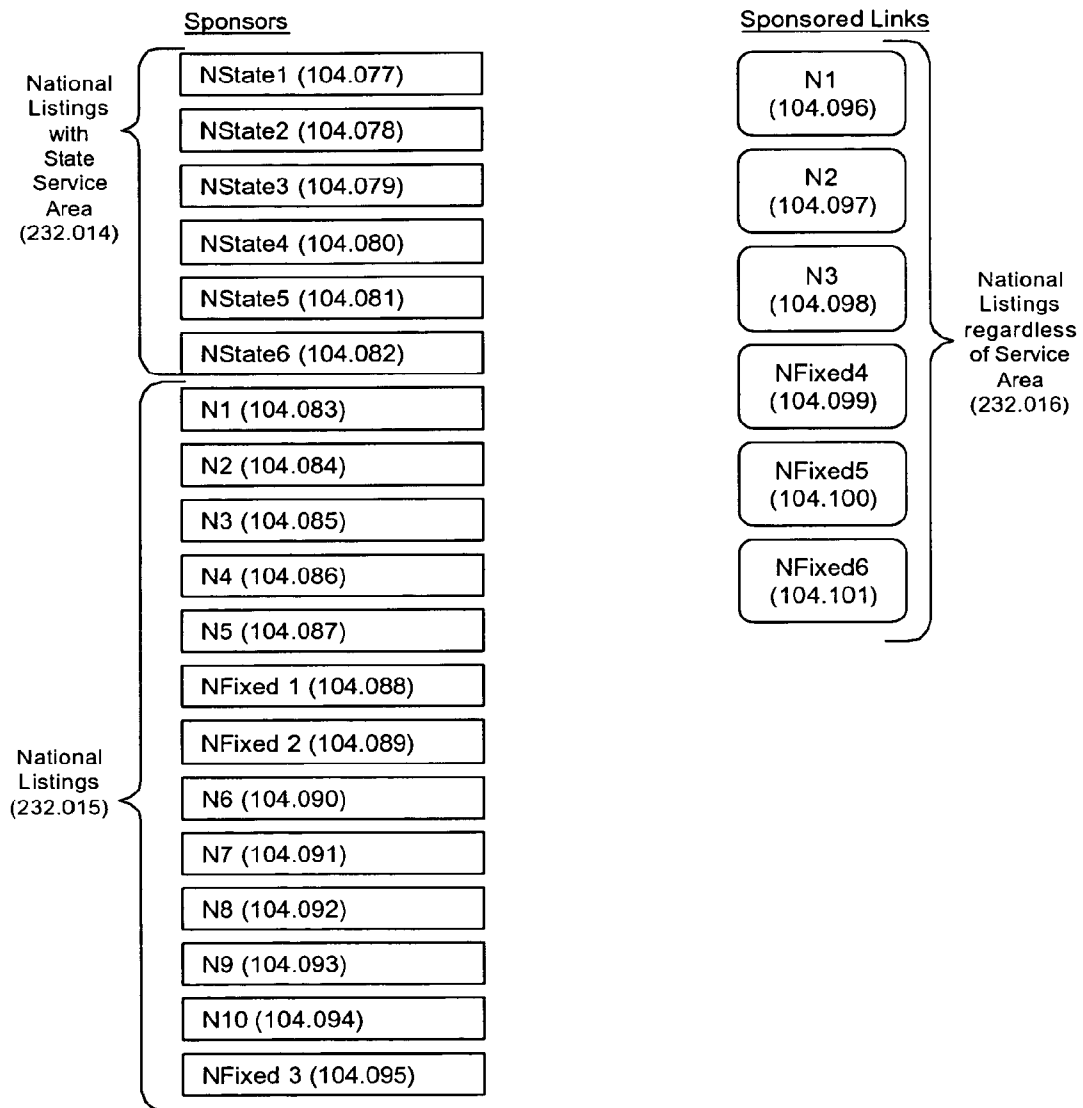 Sponsors
National
Listings
with
State
Service
Area
(232.014)
NState1 (104.077)
NState2 (104.078)
NState3 (104.079)
NState4 (104.080)
NState5 (104.081)
NState6 (104.082)
National
Listings
(232.015)
N1 (104.083)
N2 (104.084)
N3 (104.085)
N4 (104.086)
N5 (104.087)
NFixed 1 (104.088)
NFixed 2 (104.089)
N6 (104.090)
N7 (104.091)
N8 (104.092)
N9 (104.093)
N10 (104.094)
NFixed 3 (104.095)
Sponsored Links
N1
(104.096)
N2
(104.097)
N3
(104.098)
NFixed4
(104.099)
NFixed5
(104.100)
NFixed6
(104.101)
National
Listings
regardless
of Service
Area
(232.016)